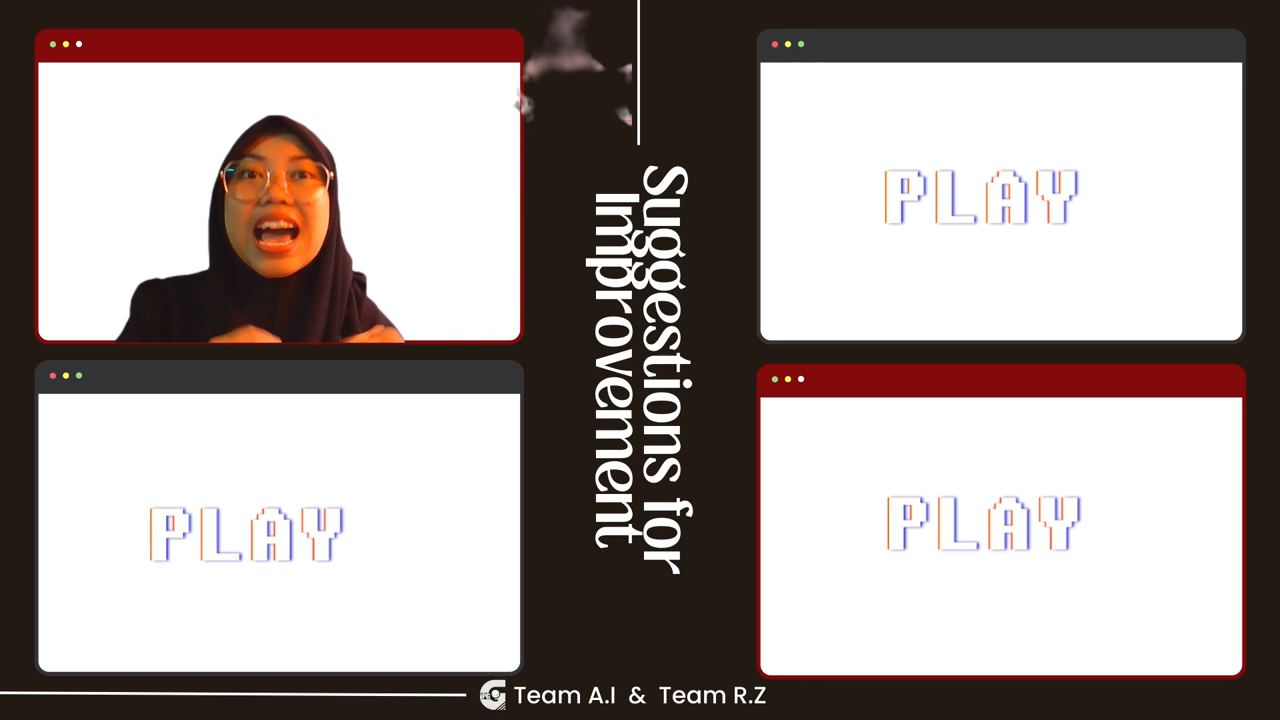 PLAY
Suggestions for
Improvement
PLAY
PLAY
Team A.I & Team R.Z